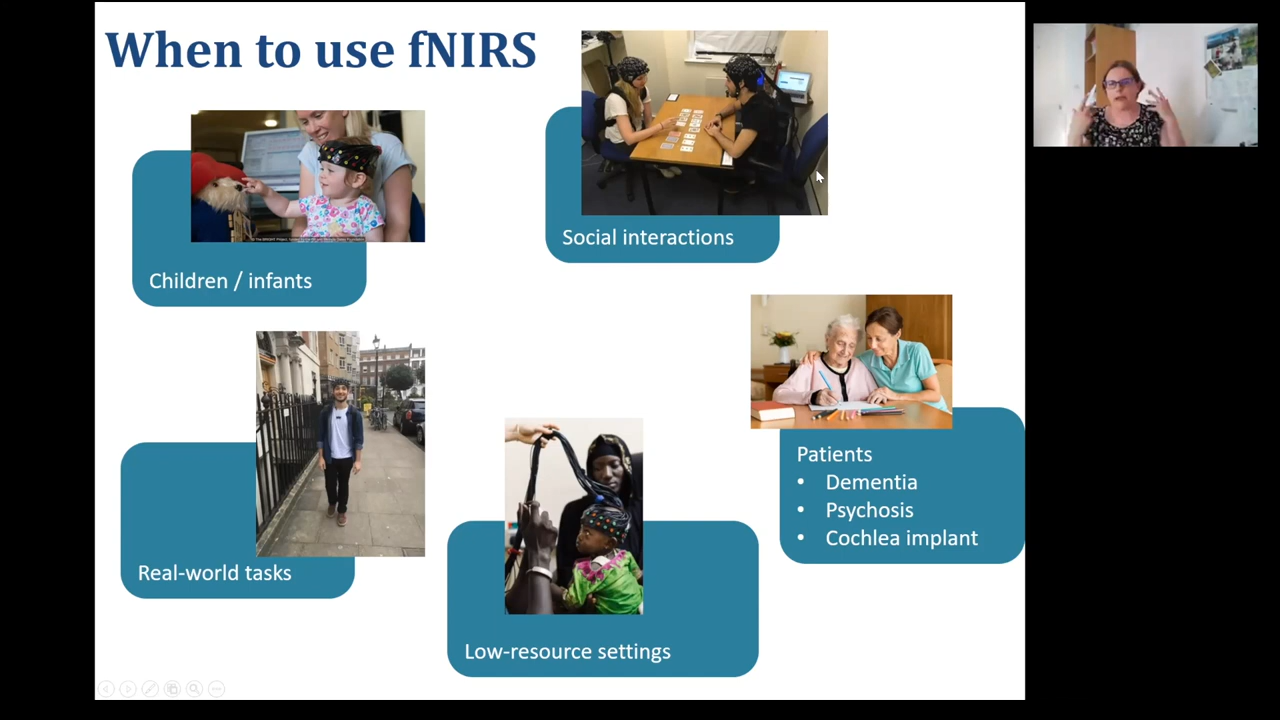 When to use fNIRS
Children / infants
Social interactions
Real-world tasks
Low-resource settings
Patients
• Dementia
• Psychosis
• Cochlea implant